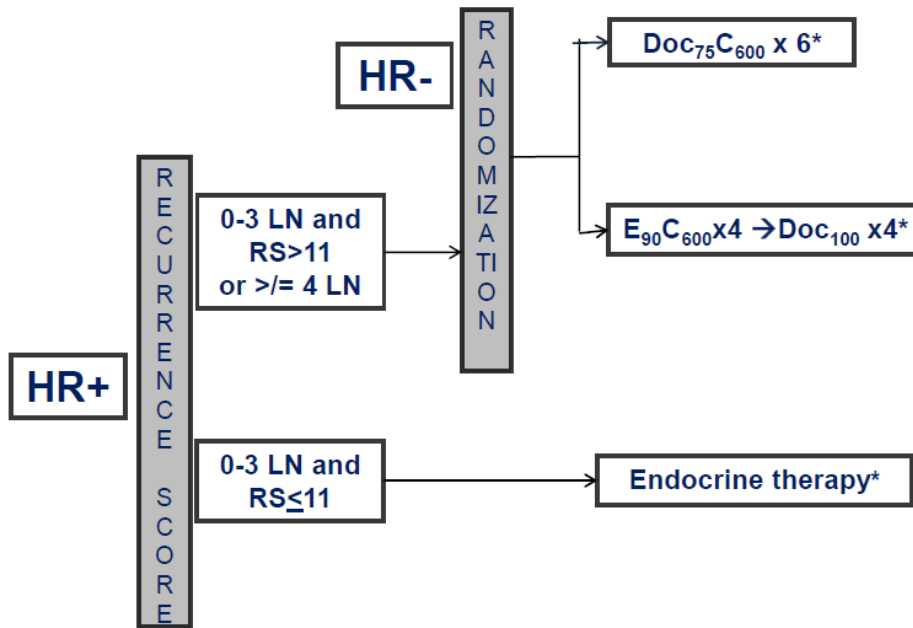 HR-
RANDOMIZATION
Doc75C600 x 6*
E90C600x4 →Doc100 x4*
RECURRENCE SCORE
0-3 LN and
RS>11
or >/= 4 LN
HR+
0-3 LN and
RS≤11
Endocrine therapy*